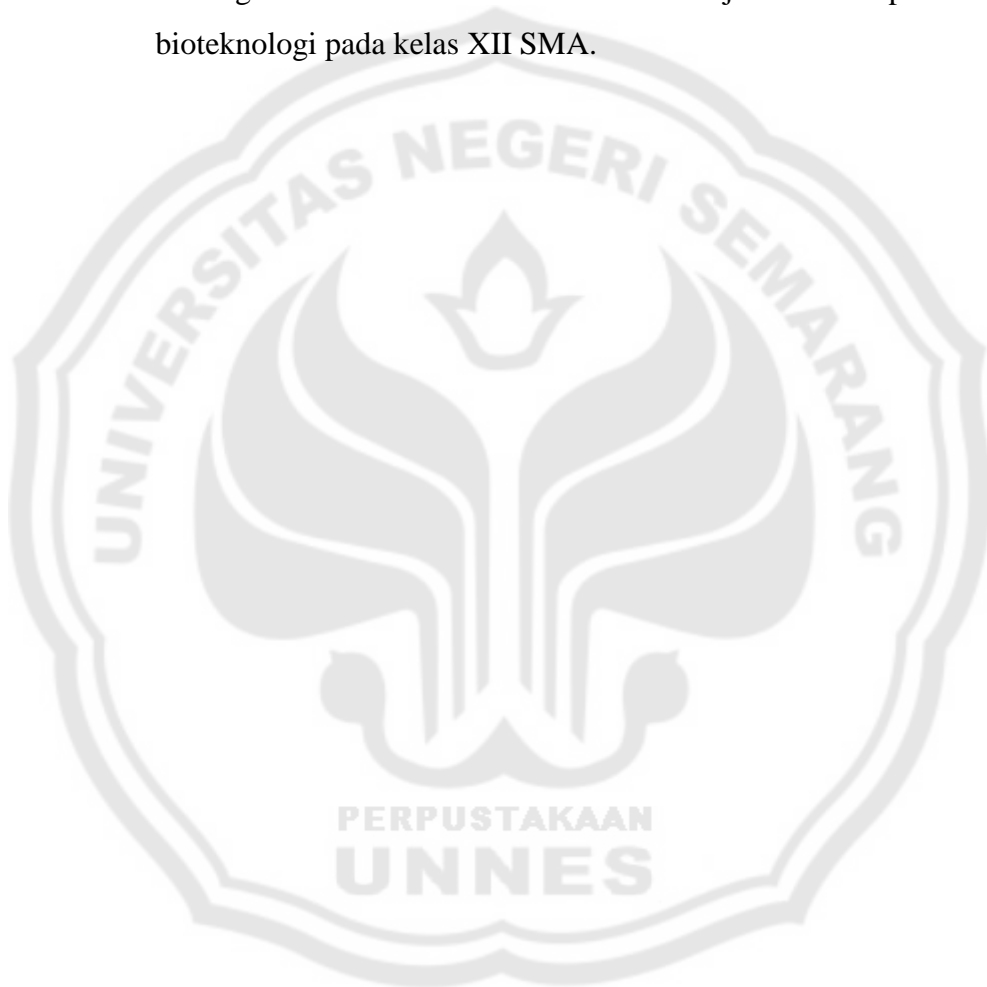 bioteknologi pada kelas XII SMA.
UNIVERSITAS NEGERI SEMARANG
PERPUSTAKAAN
UNNES